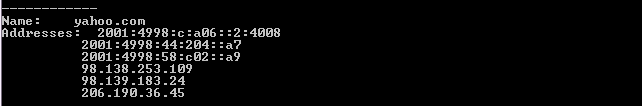 ------------
Name:    yahoo.com
Addresses:  2001:4998:c:a06::2:4008
          2001:4998:44:204::a7
          2001:4998:58:c02::a9
          98.138.253.109
          98.139.183.24
          206.190.36.45